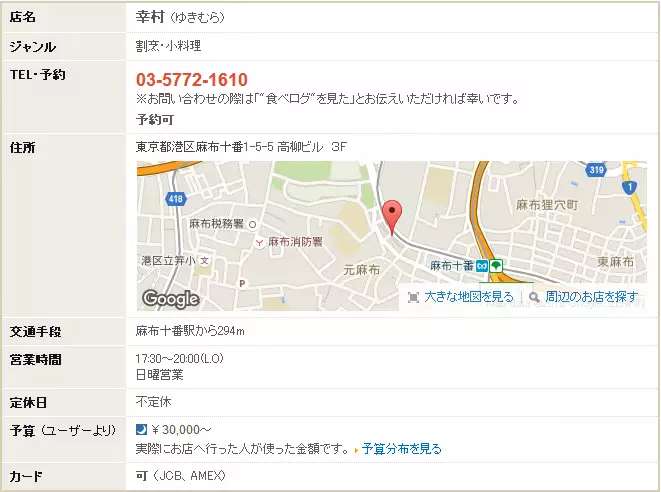 店名 幸村 (ゆきむら)
ジャンル 割烹・小料理
TEL・予約 03-5772-1610
※お問い合わせの際は「“食べログ”を見た」とお伝えいただければ幸いです。
予約可
住所 東京都港区麻布十番1-5-5 高柳ビル 3F
319
1
418
麻布狸穴町
麻布税務署
麻布消防署
港区立笄小
元麻布
麻布十番
東麻布
P
Google
大きな地図を見る 周辺のお店を探す
交通手段 麻布十番駅から294m
営業時間 17:30～20:00(L.O)
日曜営業
定休日 不定休
予算 (ユーザーより) ￥30,000～
実際にお店へ行った人が使った金額です。 予算分布を見る
カード 可 (JCB、AMEX)